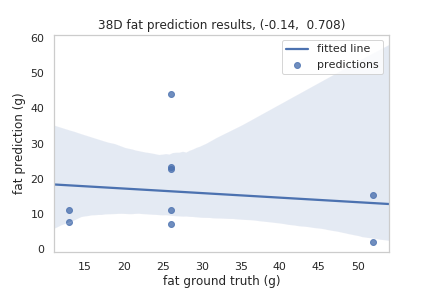 38D fat prediction results, (-0.14,  0.708)
fitted line
predictions
fat prediction (g)
60
50
40
30
20
10
0
15 20 25 30 35 40 45 50
fat ground truth (g)